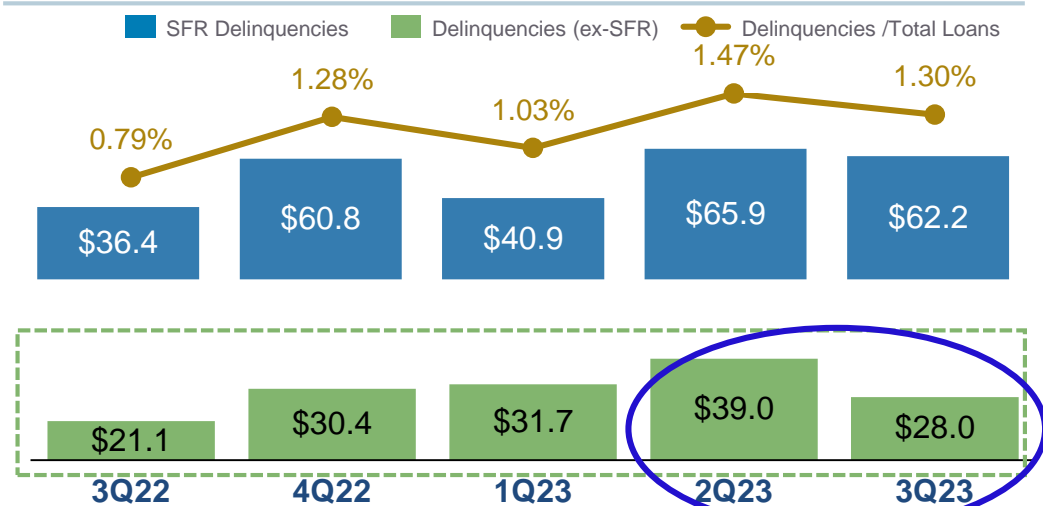 SFR Delinquencies Delinquencies (ex-SFR) Delinquencies /Total Loans
0.79% 1.28% 1.03% 1.47% 1.30%
$36.4 $60.8 $40.9 $65.9 $62.2
$21.1 $30.4 $31.7 $39.0 $28.0
3Q22 4Q22 1Q23 2Q23 3Q23